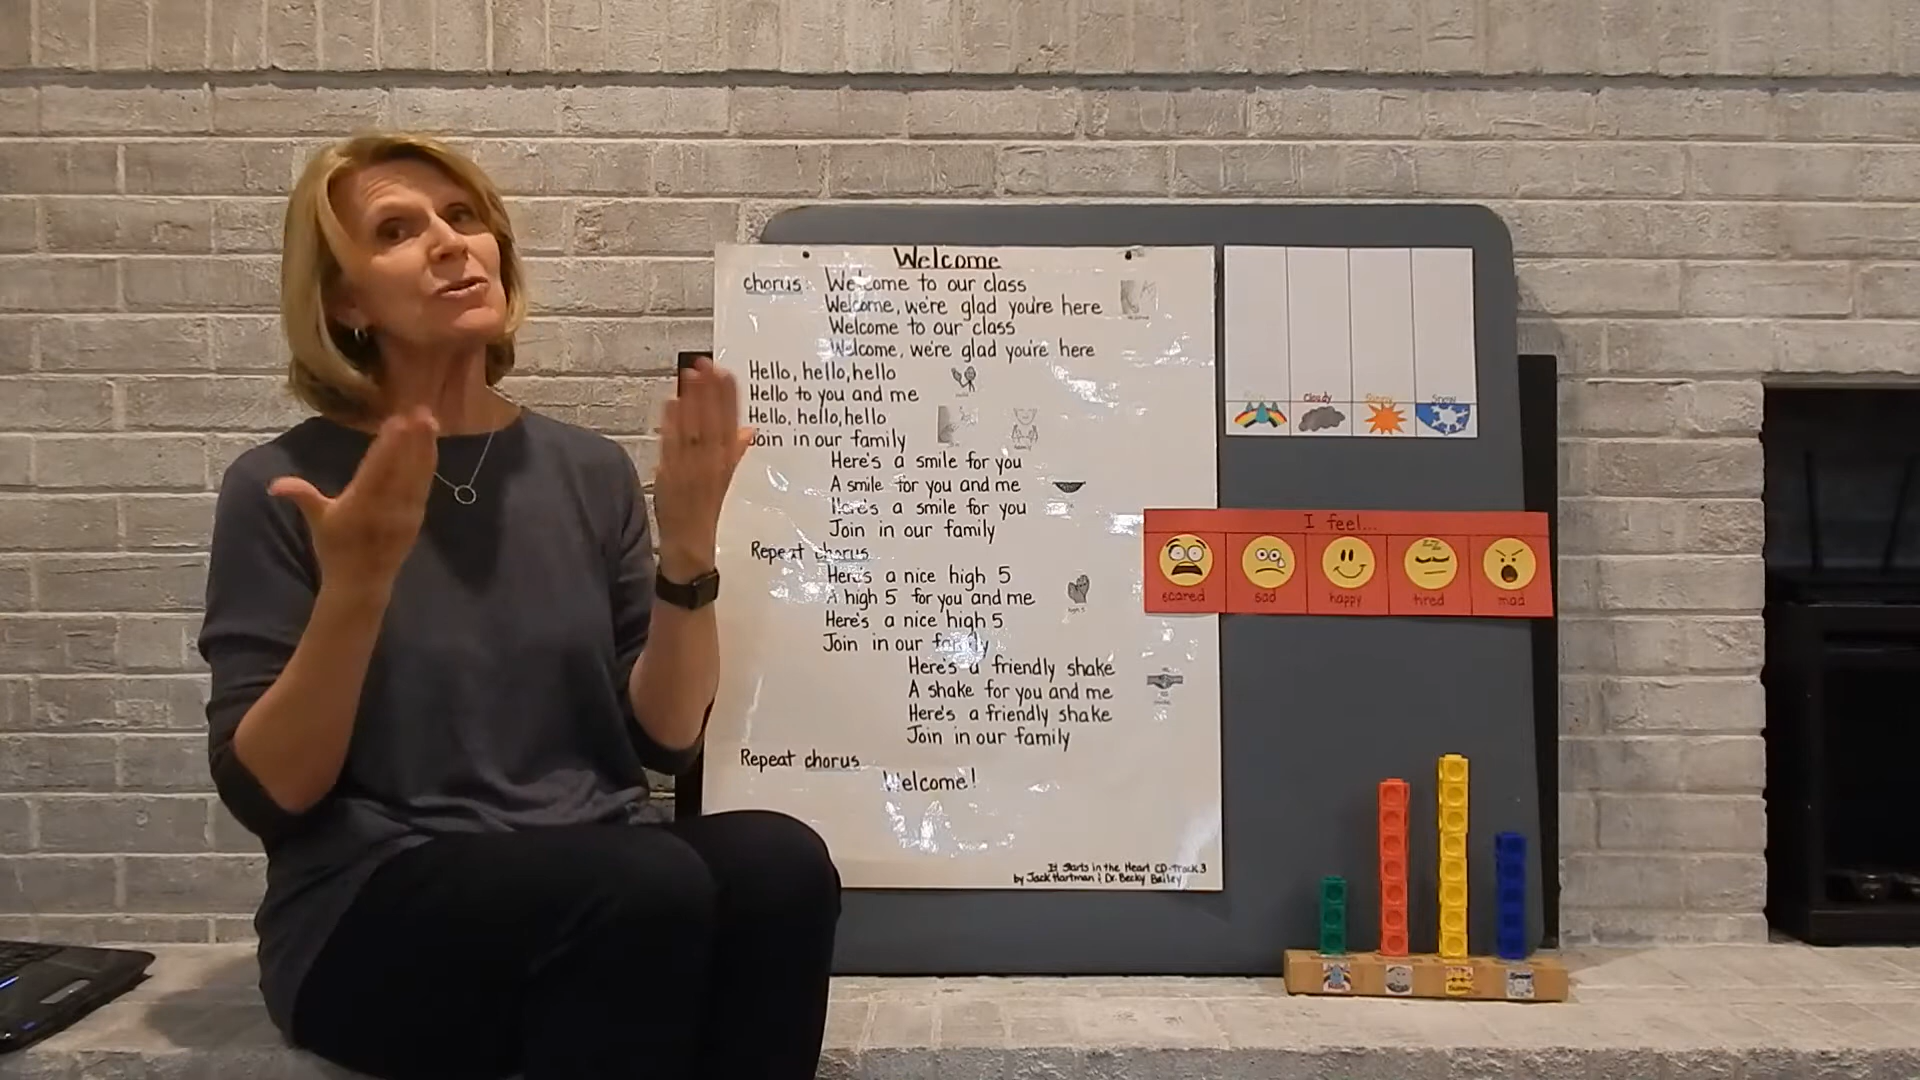 Welcome
chorus: Welcome to our class
Welcome, we're glad you're here
Welcome to our class
Welcome, we're glad you're here
Hello, hello, hello
Hello to you and me
Hello, hello, hello
Join in our family
Here's a smile for you
A smile for you and me
Here's a smile for you
Join in our family
Repeat chorus
Here's a nice high 5
A high 5 for you and me
Here's a nice high 5
Join in our family
Here's a friendly shake
A shake for you and me
Here's a friendly shake
Join in our family
Repeat chorus
Welcome!
It Starts in the Heart CD-Track 3
by Jack Hartman & Dr. Becky Bailey
Cloudy Sunny Snow
I feel...
scared sad happy tired mad